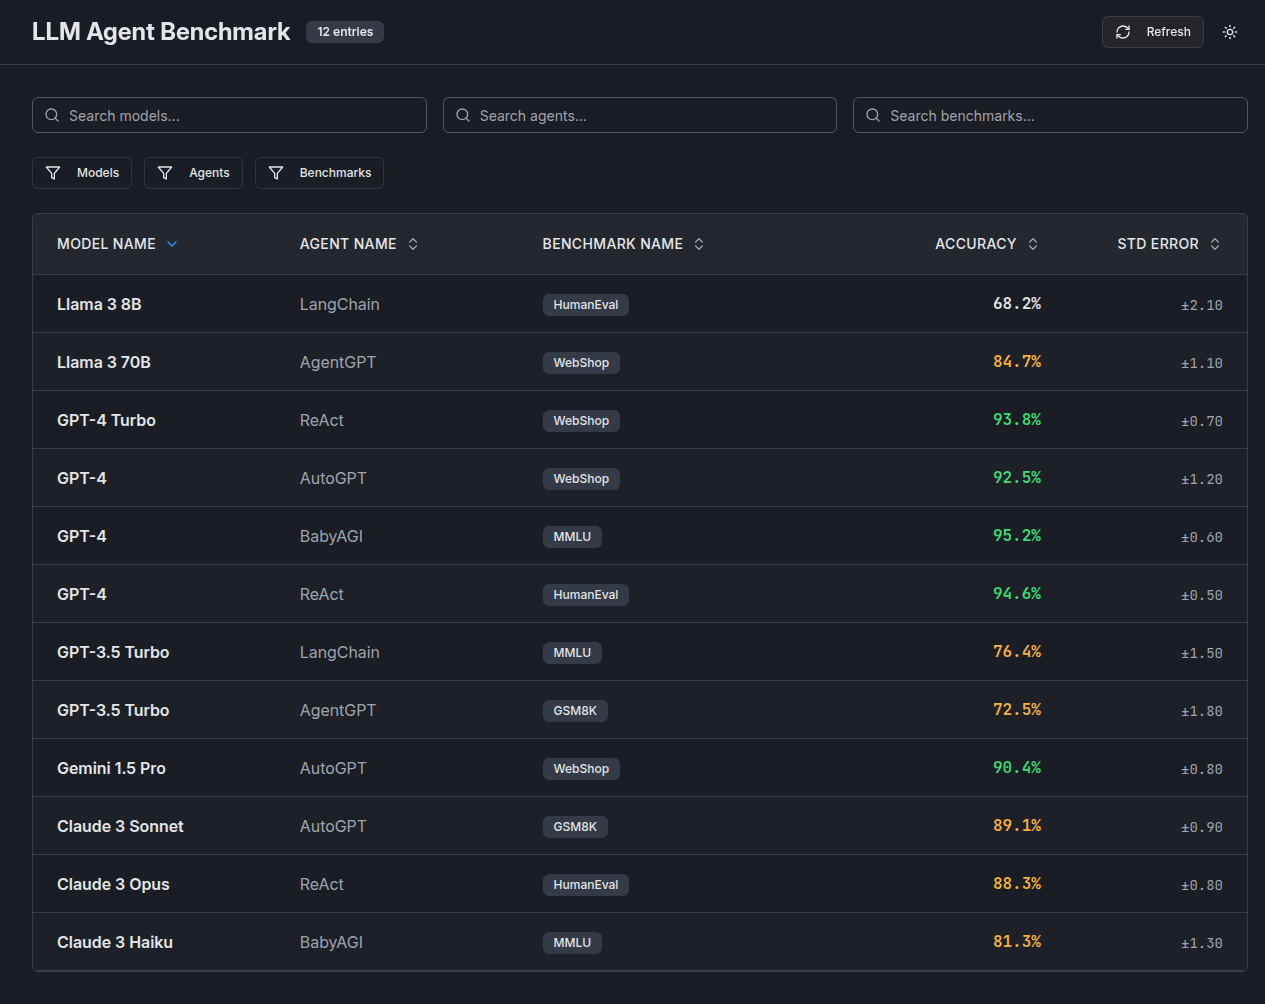 LLM Agent Benchmark 12 entries Refresh
Search models... Search agents... Search benchmarks...
Models Agents Benchmarks
MODEL NAME AGENT NAME BENCHMARK NAME ACCURACY STD ERROR
Llama 3 8B LangChain HumanEval 68.2% ±2.10
Llama 3 70B AgentGPT WebShop 84.7% ±1.10
GPT-4 Turbo ReAct WebShop 93.8% ±0.70
GPT-4 AutoGPT WebShop 92.5% ±1.20
GPT-4 BabyAGI MMLU 95.2% ±0.60
GPT-4 ReAct HumanEval 94.6% ±0.50
GPT-3.5 Turbo LangChain MMLU 76.4% ±1.50
GPT-3.5 Turbo AgentGPT GSM8K 72.5% ±1.80
Gemini 1.5 Pro AutoGPT WebShop 90.4% ±0.80
Claude 3 Sonnet AutoGPT GSM8K 89.1% ±0.90
Claude 3 Opus ReAct HumanEval 88.3% ±0.80
Claude 3 Haiku BabyAGI MMLU 81.3% ±1.30